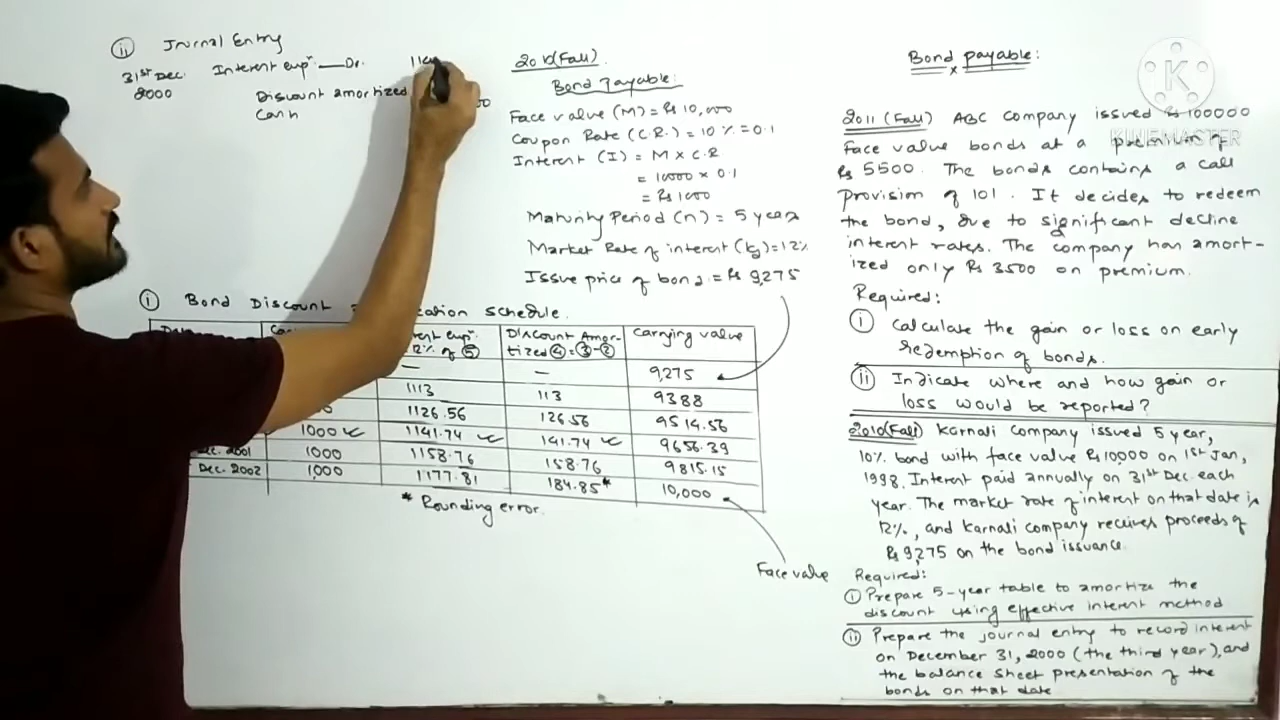 ii Journal Entry
31st Dec. 2000 Interest exp. — Dr.
Discount amortized
Cash
2010(Fall)
Bond Payable:
Face value (M) = Rs 10,000
Coupon Rate (C.R.) = 10% = 0.1
Interest (I) = M × C.R
= 10000 × 0.1
= Rs 1000
Maturity Period (n) = 5 years
Market Rate of interest (kd) = 12%
Issue price of bond = Rs 9,275
i Bond Discount schedule.
12% of 5 Discount Amor-
tized 4 = 3 - 2 Carrying value
— — 9,275
1113 113 9388
1126.56 126.56 9514.56
1000 1141.74 141.74 9656.39
Dec. 2001 1000 1158.76 158.76 9815.15
Dec. 2002 1,000 1177.81 184.85* 10,000
* Rounding error.
Face value
Bond payable:
x
2011 (Fall) ABC company issued Rs 100000
Face value bonds at a premium of
Rs 5500. The bonds contains a call
Provision of 101. It decides to redeem
the bond, due to significant decline
interest rates. The company has amort-
ized only Rs 3500 on premium.
Required:
i Calculate the gain or loss on early
redemption of bonds.
ii Indicate where and how gain or
loss would be reported?
2010(Fall) Karnali company issued 5 year,
10% bond with face value Rs 10,000 on 1st Jan,
1998. Interest paid annually on 31st Dec. each
year. The market rate of interest on that date is
12%, and Karnali company receives proceeds of
Rs 9,275 on the bond issuance.
Required:
i Prepare 5-year table to amortize the
discount using effective interest method
ii Prepare the journal entry to record interest
on December 31, 2000 (the third year), and
the balance sheet presentation of the
bonds on that date
K
KINEMASTER